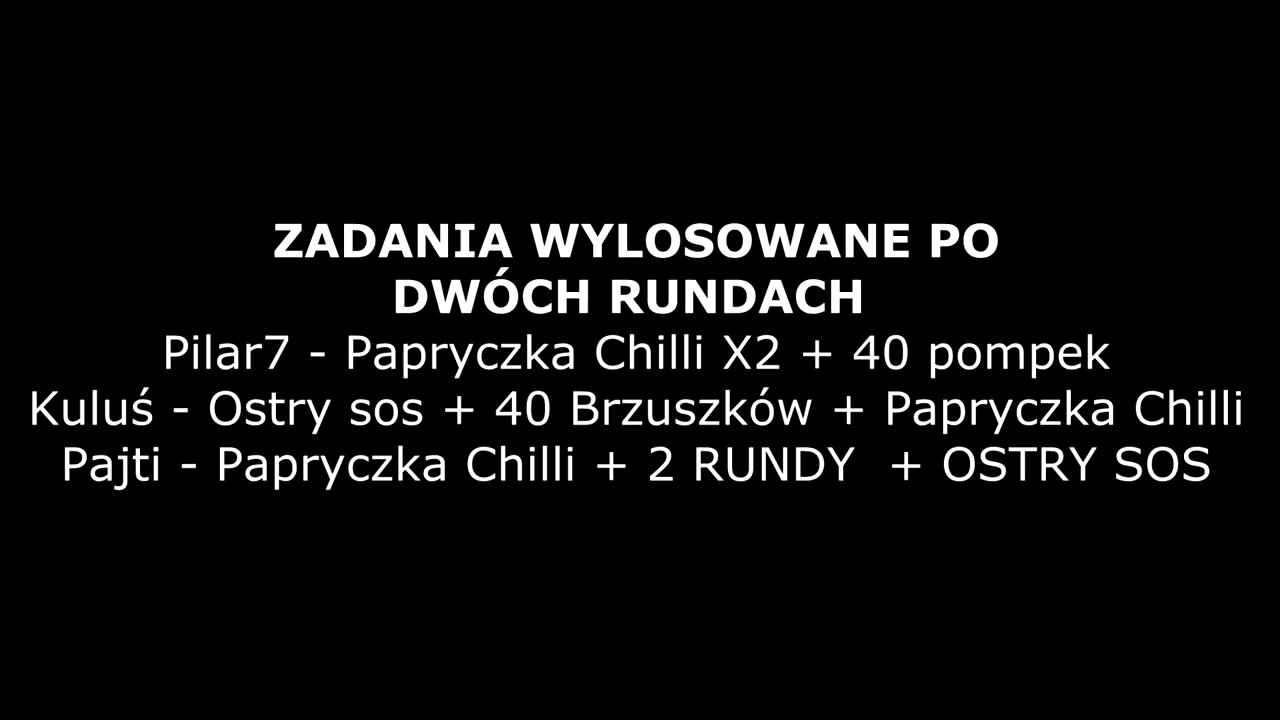 ZADANIA WYLOSOWANE PO
DWÓCH RUNDACH
Pilar7 - Papryczka Chilli X2 + 40 pompek
Kuluś - Ostry sos + 40 Brzuszków + Papryczka Chilli
Pajti - Papryczka Chilli + 2 RUNDY  + OSTRY SOS